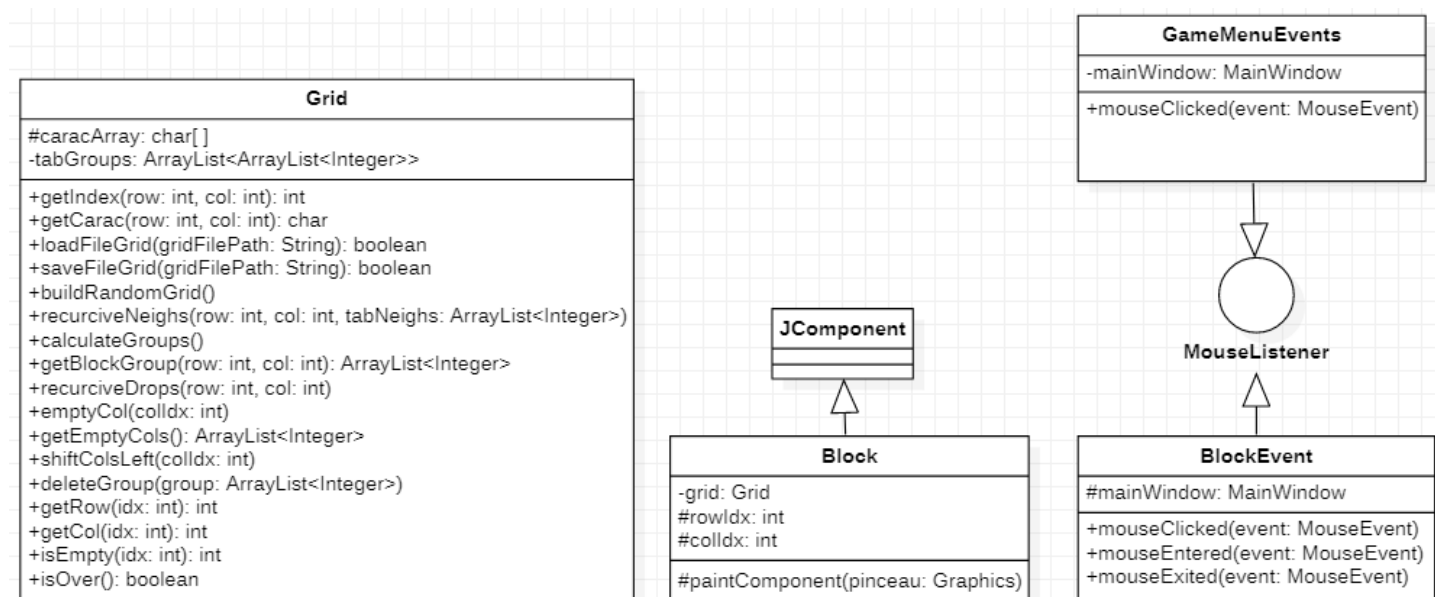 Grid
#caracArray: char[ ]
-tabGroups: ArrayList<ArrayList<Integer>>
+getIndex(row: int, col: int): int
+getCarac(row: int, col: int): char
+loadFileGrid(gridFilePath: String): boolean
+saveFileGrid(gridFilePath: String): boolean
+buildRandomGrid()
+recurciveNeighs(row: int, col: int, tabNeighs: ArrayList<Integer>)
+calculateGroups()
+getBlockGroup(row: int, col: int): ArrayList<Integer>
+recurciveDrops(row: int, col: int)
+emptyCol(colIdx: int)
+getEmptyCols(): ArrayList<Integer>
+shiftColsLeft(colIdx: int)
+deleteGroup(group: ArrayList<Integer>)
+getRow(idx: int): int
+getCol(idx: int): int
+isEmpty(idx: int): int
+isOver(): boolean
JComponent
Block
-grid: Grid
#rowIdx: int
#colIdx: int
#paintComponent(pinceau: Graphics)
GameMenuEvents
-mainWindow: MainWindow
+mouseClicked(event: MouseEvent)
MouseListener
BlockEvent
#mainWindow: MainWindow
+mouseClicked(event: MouseEvent)
+mouseEntered(event: MouseEvent)
+mouseExited(event: MouseEvent)